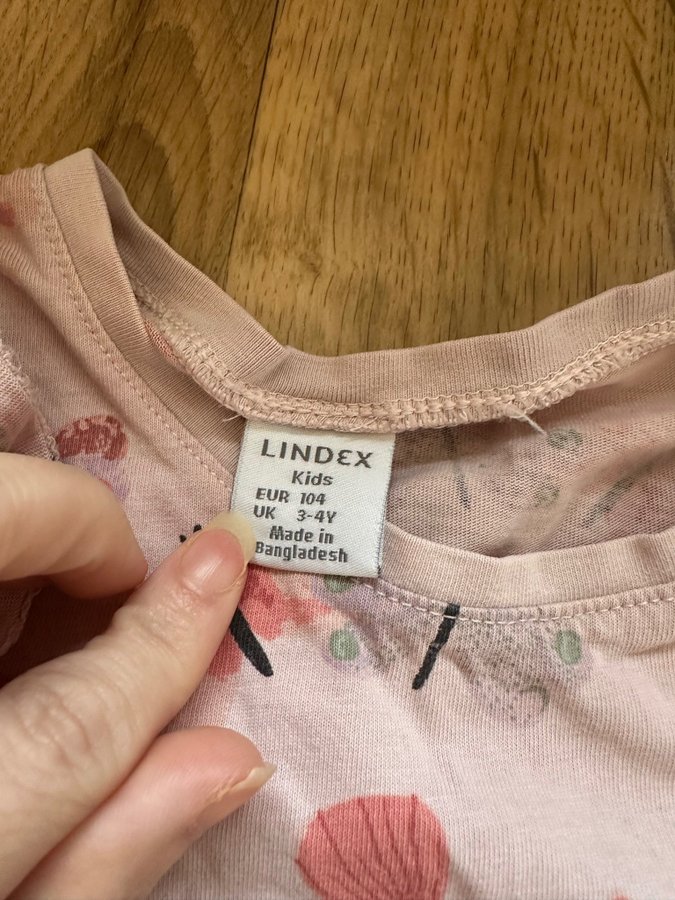 LINDEX
Kids
EUR 104
UK 3-4Y
Made in
Bangladesh